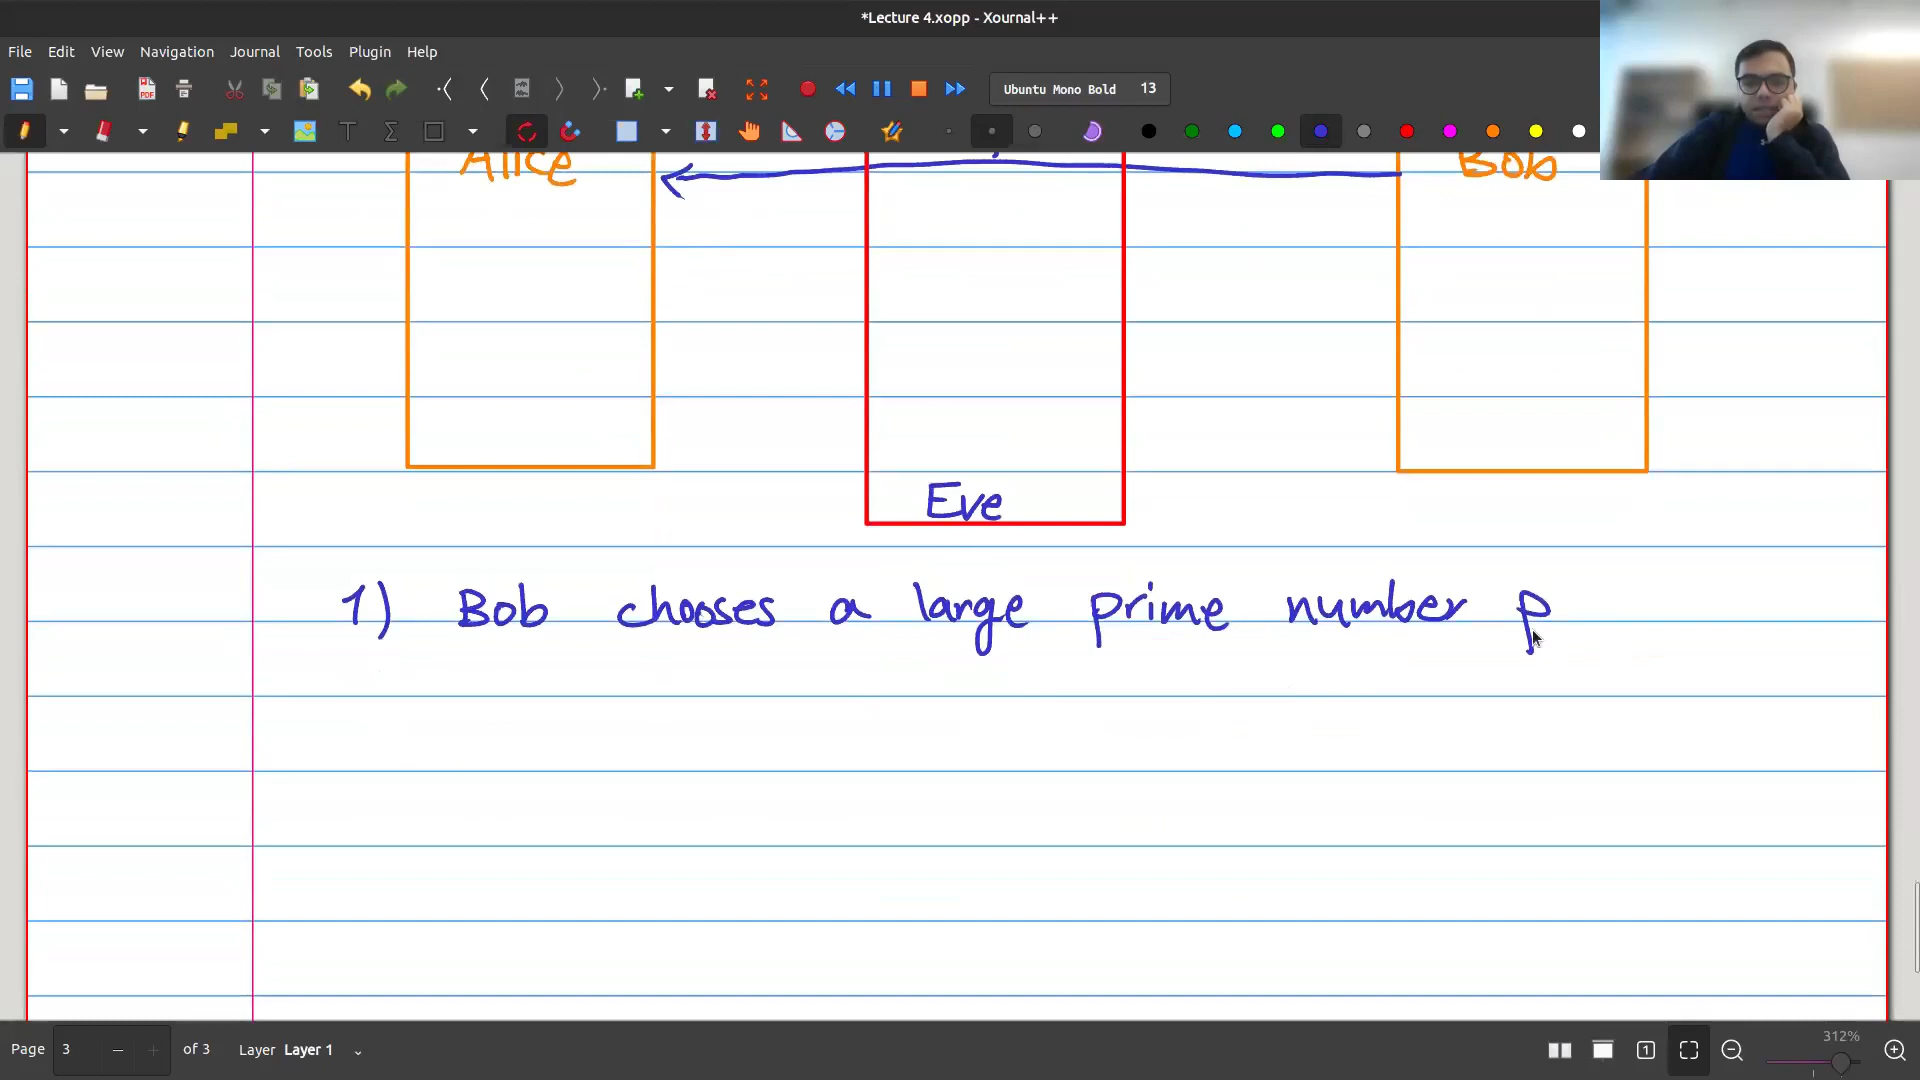 *Lecture 4.xopp - Xournal++
File Edit View Navigation Journal Tools Plugin Help
Ubuntu Mono Bold 13
Alice Bob
Eve
1) Bob chooses a large prime number p
Page 3 of 3 Layer Layer 1 312%